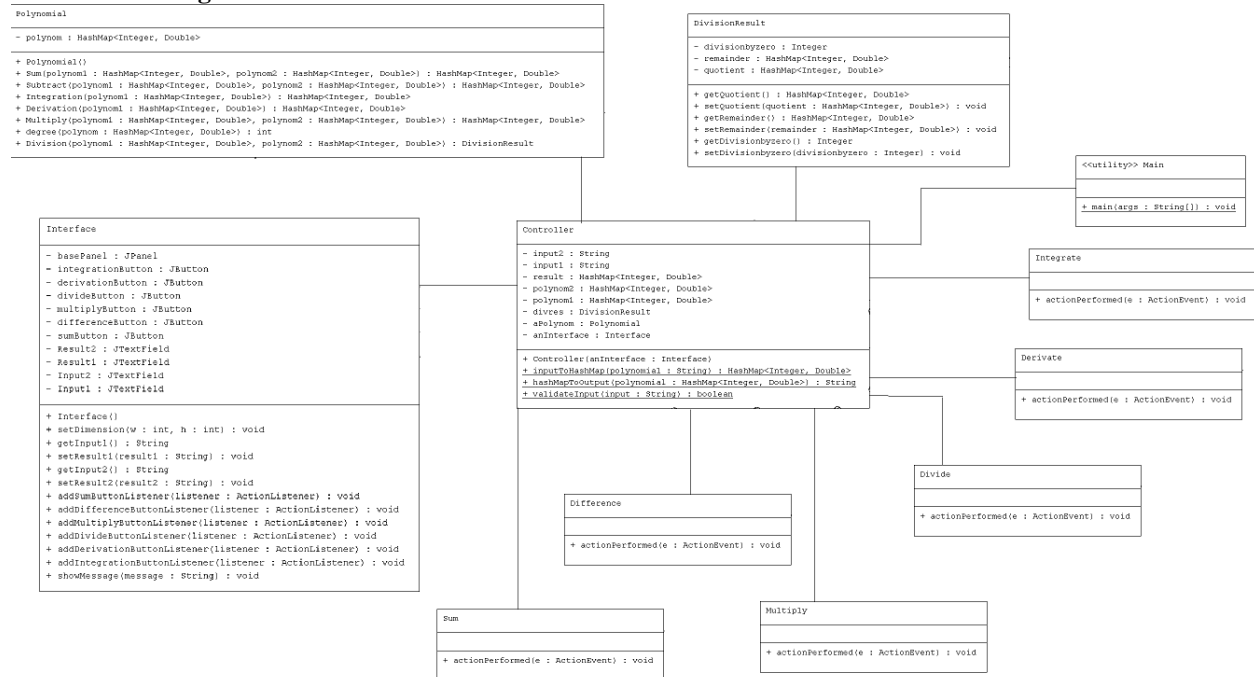 Polynomial
- polynom : HashMap<Integer, Double>
+ Polynomial()
+ Sum(polynom1 : HashMap<Integer, Double>, polynom2 : HashMap<Integer, Double>) : HashMap<Integer, Double>
+ Subtract(polynom1 : HashMap<Integer, Double>, polynom2 : HashMap<Integer, Double>) : HashMap<Integer, Double>
+ Integration(polynom1 : HashMap<Integer, Double>) : HashMap<Integer, Double>
+ Derivation(polynom1 : HashMap<Integer, Double>) : HashMap<Integer, Double>
+ Multiply(polynom1 : HashMap<Integer, Double>, polynom2 : HashMap<Integer, Double>) : HashMap<Integer, Double>
+ degree(polynom : HashMap<Integer, Double>) : int
+ Division(polynom1 : HashMap<Integer, Double>, polynom2 : HashMap<Integer, Double>) : DivisionResult
DivisionResult
- divisionbyzero : Integer
- remainder : HashMap<Integer, Double>
- quotient : HashMap<Integer, Double>
+ getQuotient() : HashMap<Integer, Double>
+ setQuotient(quotient : HashMap<Integer, Double>) : void
+ getRemainder() : HashMap<Integer, Double>
+ setRemainder(remainder : HashMap<Integer, Double>) : void
+ getDivisionbyzero() : Integer
+ setDivisionbyzero(divisionbyzero : Integer) : void
<<utility>> Main
+ main(args : String[]) : void
Interface
- basePanel : JPanel
- integrationButton : JButton
- derivationButton : JButton
- divideButton : JButton
- multiplyButton : JButton
- differenceButton : JButton
- sumButton : JButton
- Result2 : JTextField
- Result1 : JTextField
- Input2 : JTextField
- Input1 : JTextField
+ Interface()
+ setDimension(w : int, h : int) : void
+ getInput1() : String
+ setResult1(result1 : String) : void
+ getInput2() : String
+ setResult2(result2 : String) : void
+ addSumButtonListener(listener : ActionListener) : void
+ addDifferenceButtonListener(listener : ActionListener) : void
+ addMultiplyButtonListener(listener : ActionListener) : void
+ addDivideButtonListener(listener : ActionListener) : void
+ addDerivationButtonListener(listener : ActionListener) : void
+ addIntegrationButtonListener(listener : ActionListener) : void
+ showMessage(message : String) : void
Controller
- input2 : String
- input1 : String
- result : HashMap<Integer, Double>
- polynom2 : HashMap<Integer, Double>
- polynom1 : HashMap<Integer, Double>
- divres : DivisionResult
- aPolynom : Polynomial
- anInterface : Interface
+ Controller(anInterface : Interface)
+ inputToHashMap(polynomial : String) : HashMap<Integer, Double>
+ hashMapToOutput(polynomial : HashMap<Integer, Double>) : String
+ validateInput(input : String) : boolean
Integrate
+ actionPerformed(e : ActionEvent) : void
Derivate
+ actionPerformed(e : ActionEvent) : void
Divide
+ actionPerformed(e : ActionEvent) : void
Difference
+ actionPerformed(e : ActionEvent) : void
Multiply
+ actionPerformed(e : ActionEvent) : void
Sum
+ actionPerformed(e : ActionEvent) : void